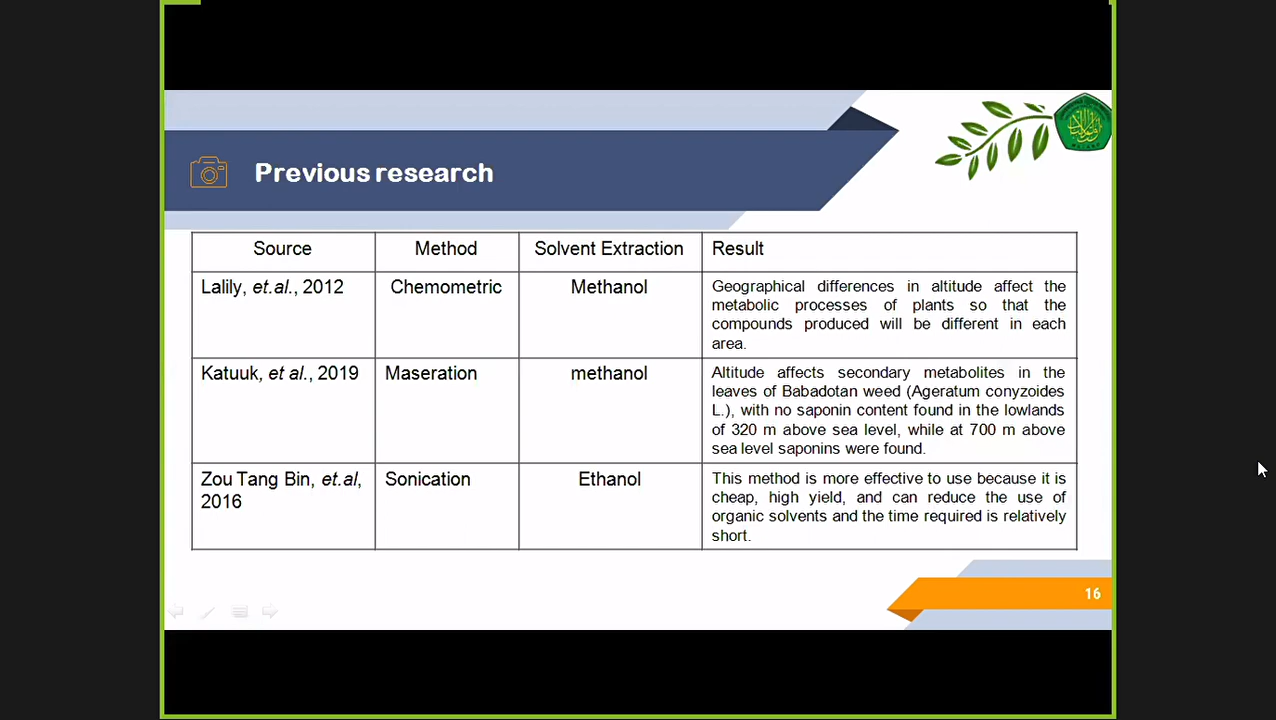 Previous research
Source Method Solvent Extraction Result
Lalily, et.al., 2012 Chemometric Methanol Geographical differences in altitude affect the
metabolic processes of plants so that the
compounds produced will be different in each
area.
Katuuk, et al., 2019 Maseration methanol Altitude affects secondary metabolites in the
leaves of Babadotan weed (Ageratum conyzoides
L.), with no saponin content found in the lowlands
of 320 m above sea level, while at 700 m above
sea level saponins were found.
Zou Tang Bin, et.al, Sonication Ethanol This method is more effective to use because it is
2016 cheap, high yield, and can reduce the use of
organic solvents and the time required is relatively
short.
16